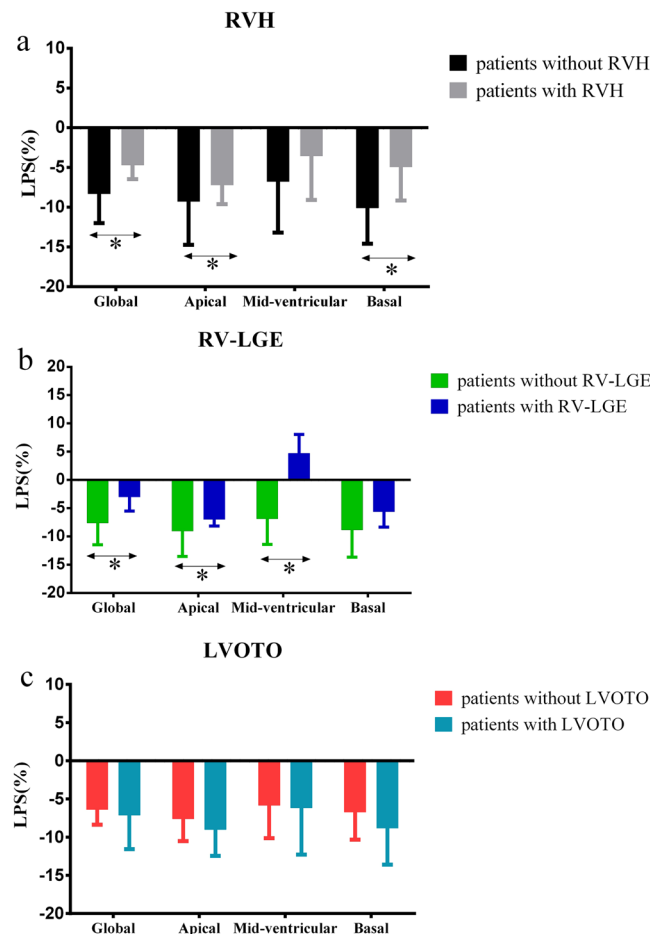 RVH
a
10
5
0
-5
-10
-15
-20
LPS(%)
patients without RVH
patients with RVH
*
*
*
Global Apical Mid-ventricular Basal
RV-LGE
b
20
15
10
5
0
-5
-10
-15
-20
LPS(%)
patients without RV-LGE
patients with RV-LGE
*
*
*
Global Apical Mid-ventricular Basal
LVOTO
c
10
5
0
-5
-10
-15
-20
LPS(%)
patients without LVOTO
patients with LVOTO
Global Apical Mid-ventricular Basal